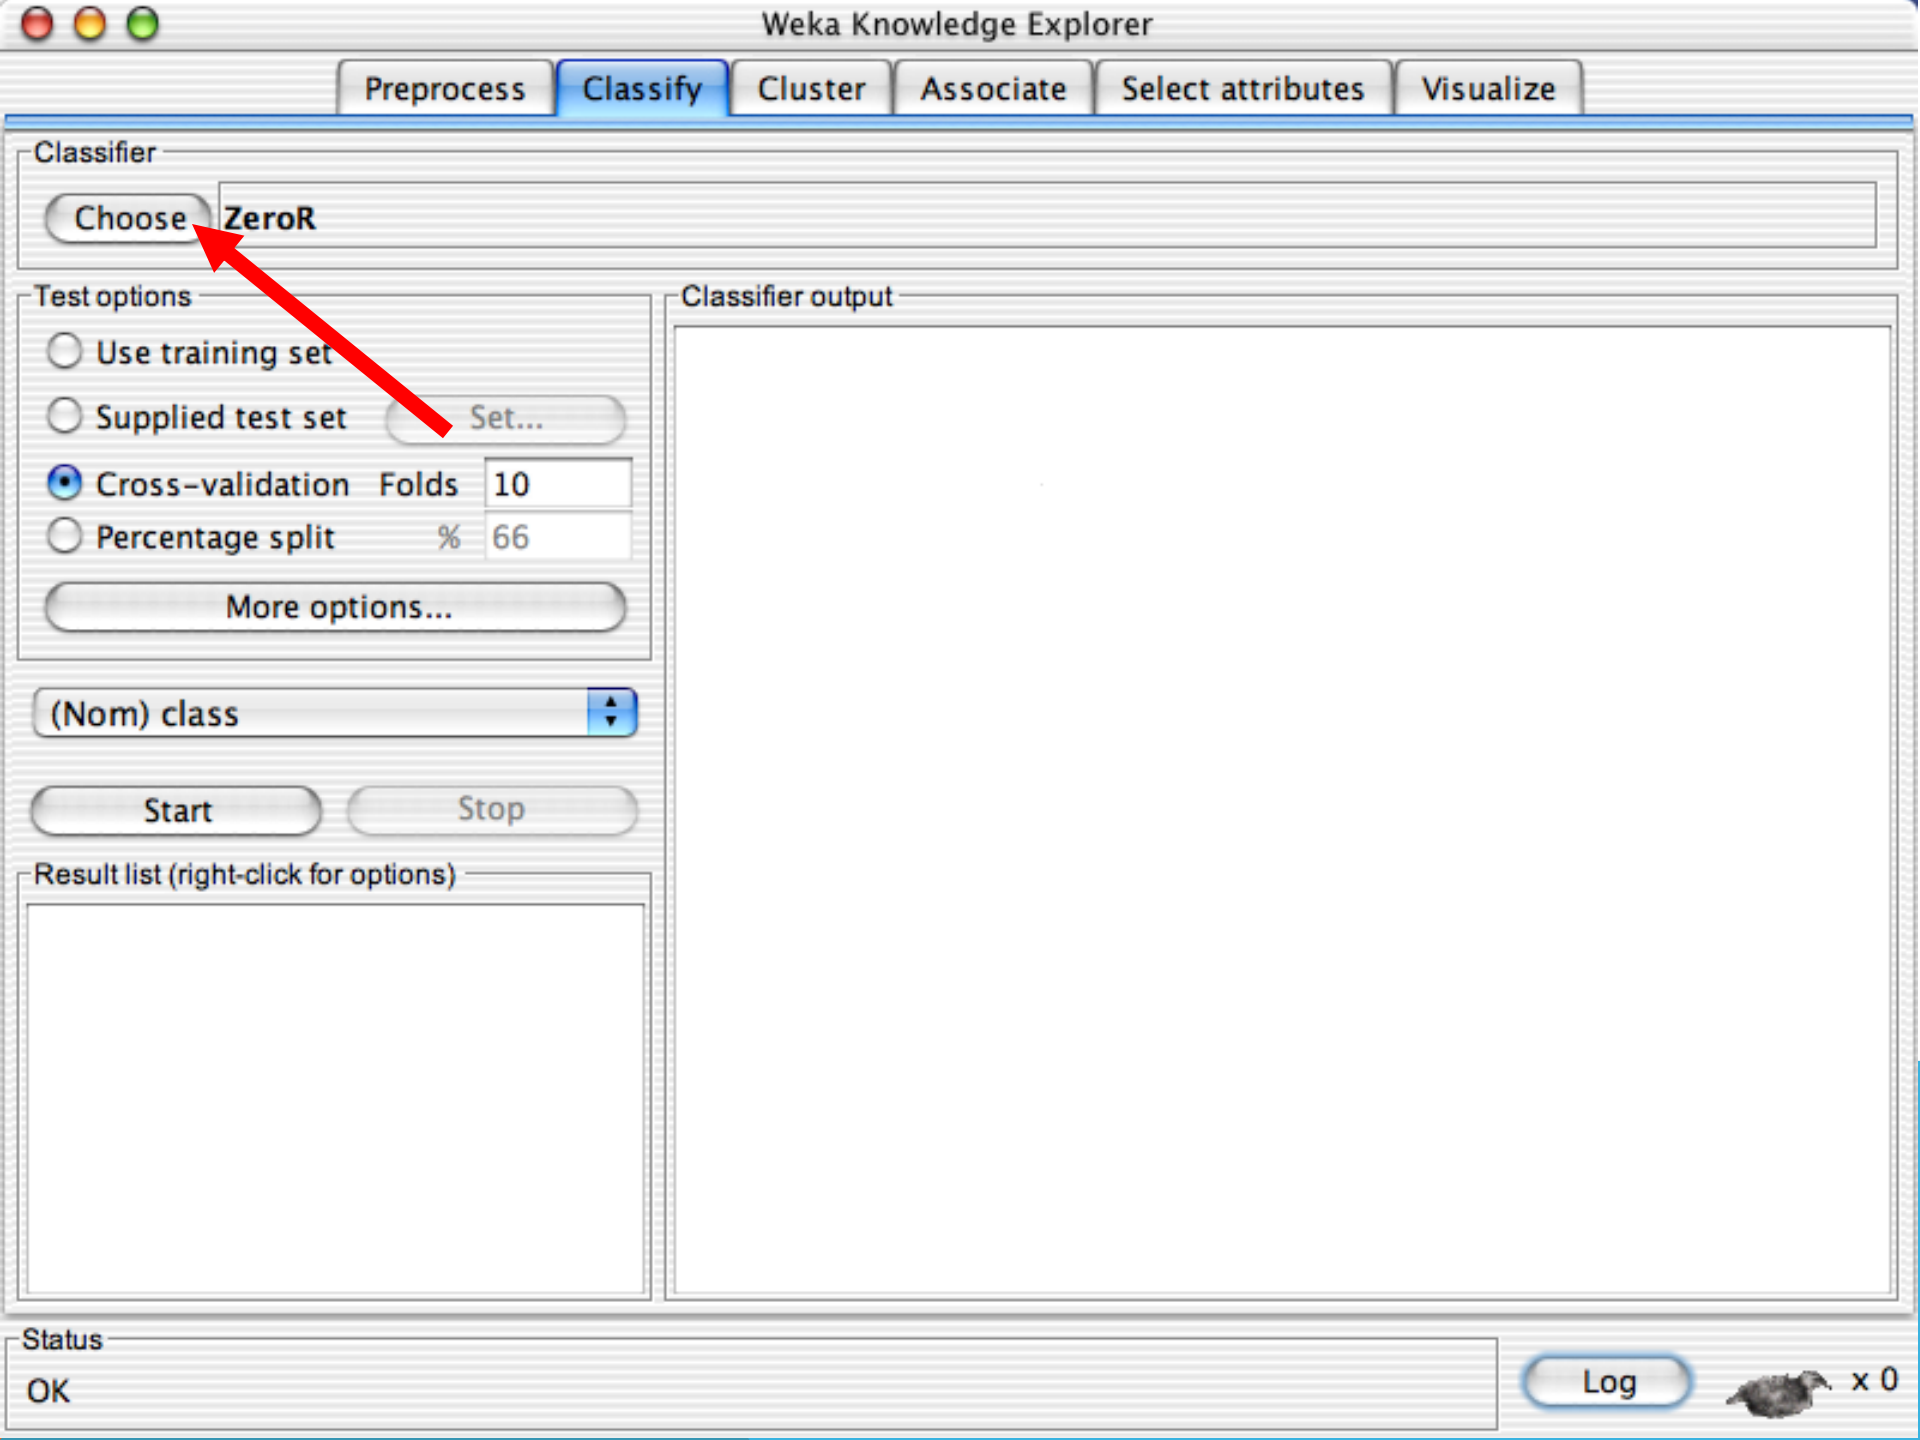 Weka Knowledge Explorer
Preprocess Classify Cluster Associate Select attributes Visualize
Classifier
Choose ZeroR
Test options
Use training set
Supplied test set Set...
Cross-validation Folds 10
Percentage split % 66
More options...
(Nom) class
Start Stop
Result list (right-click for options)
Classifier output
Status
OK
Log x 0